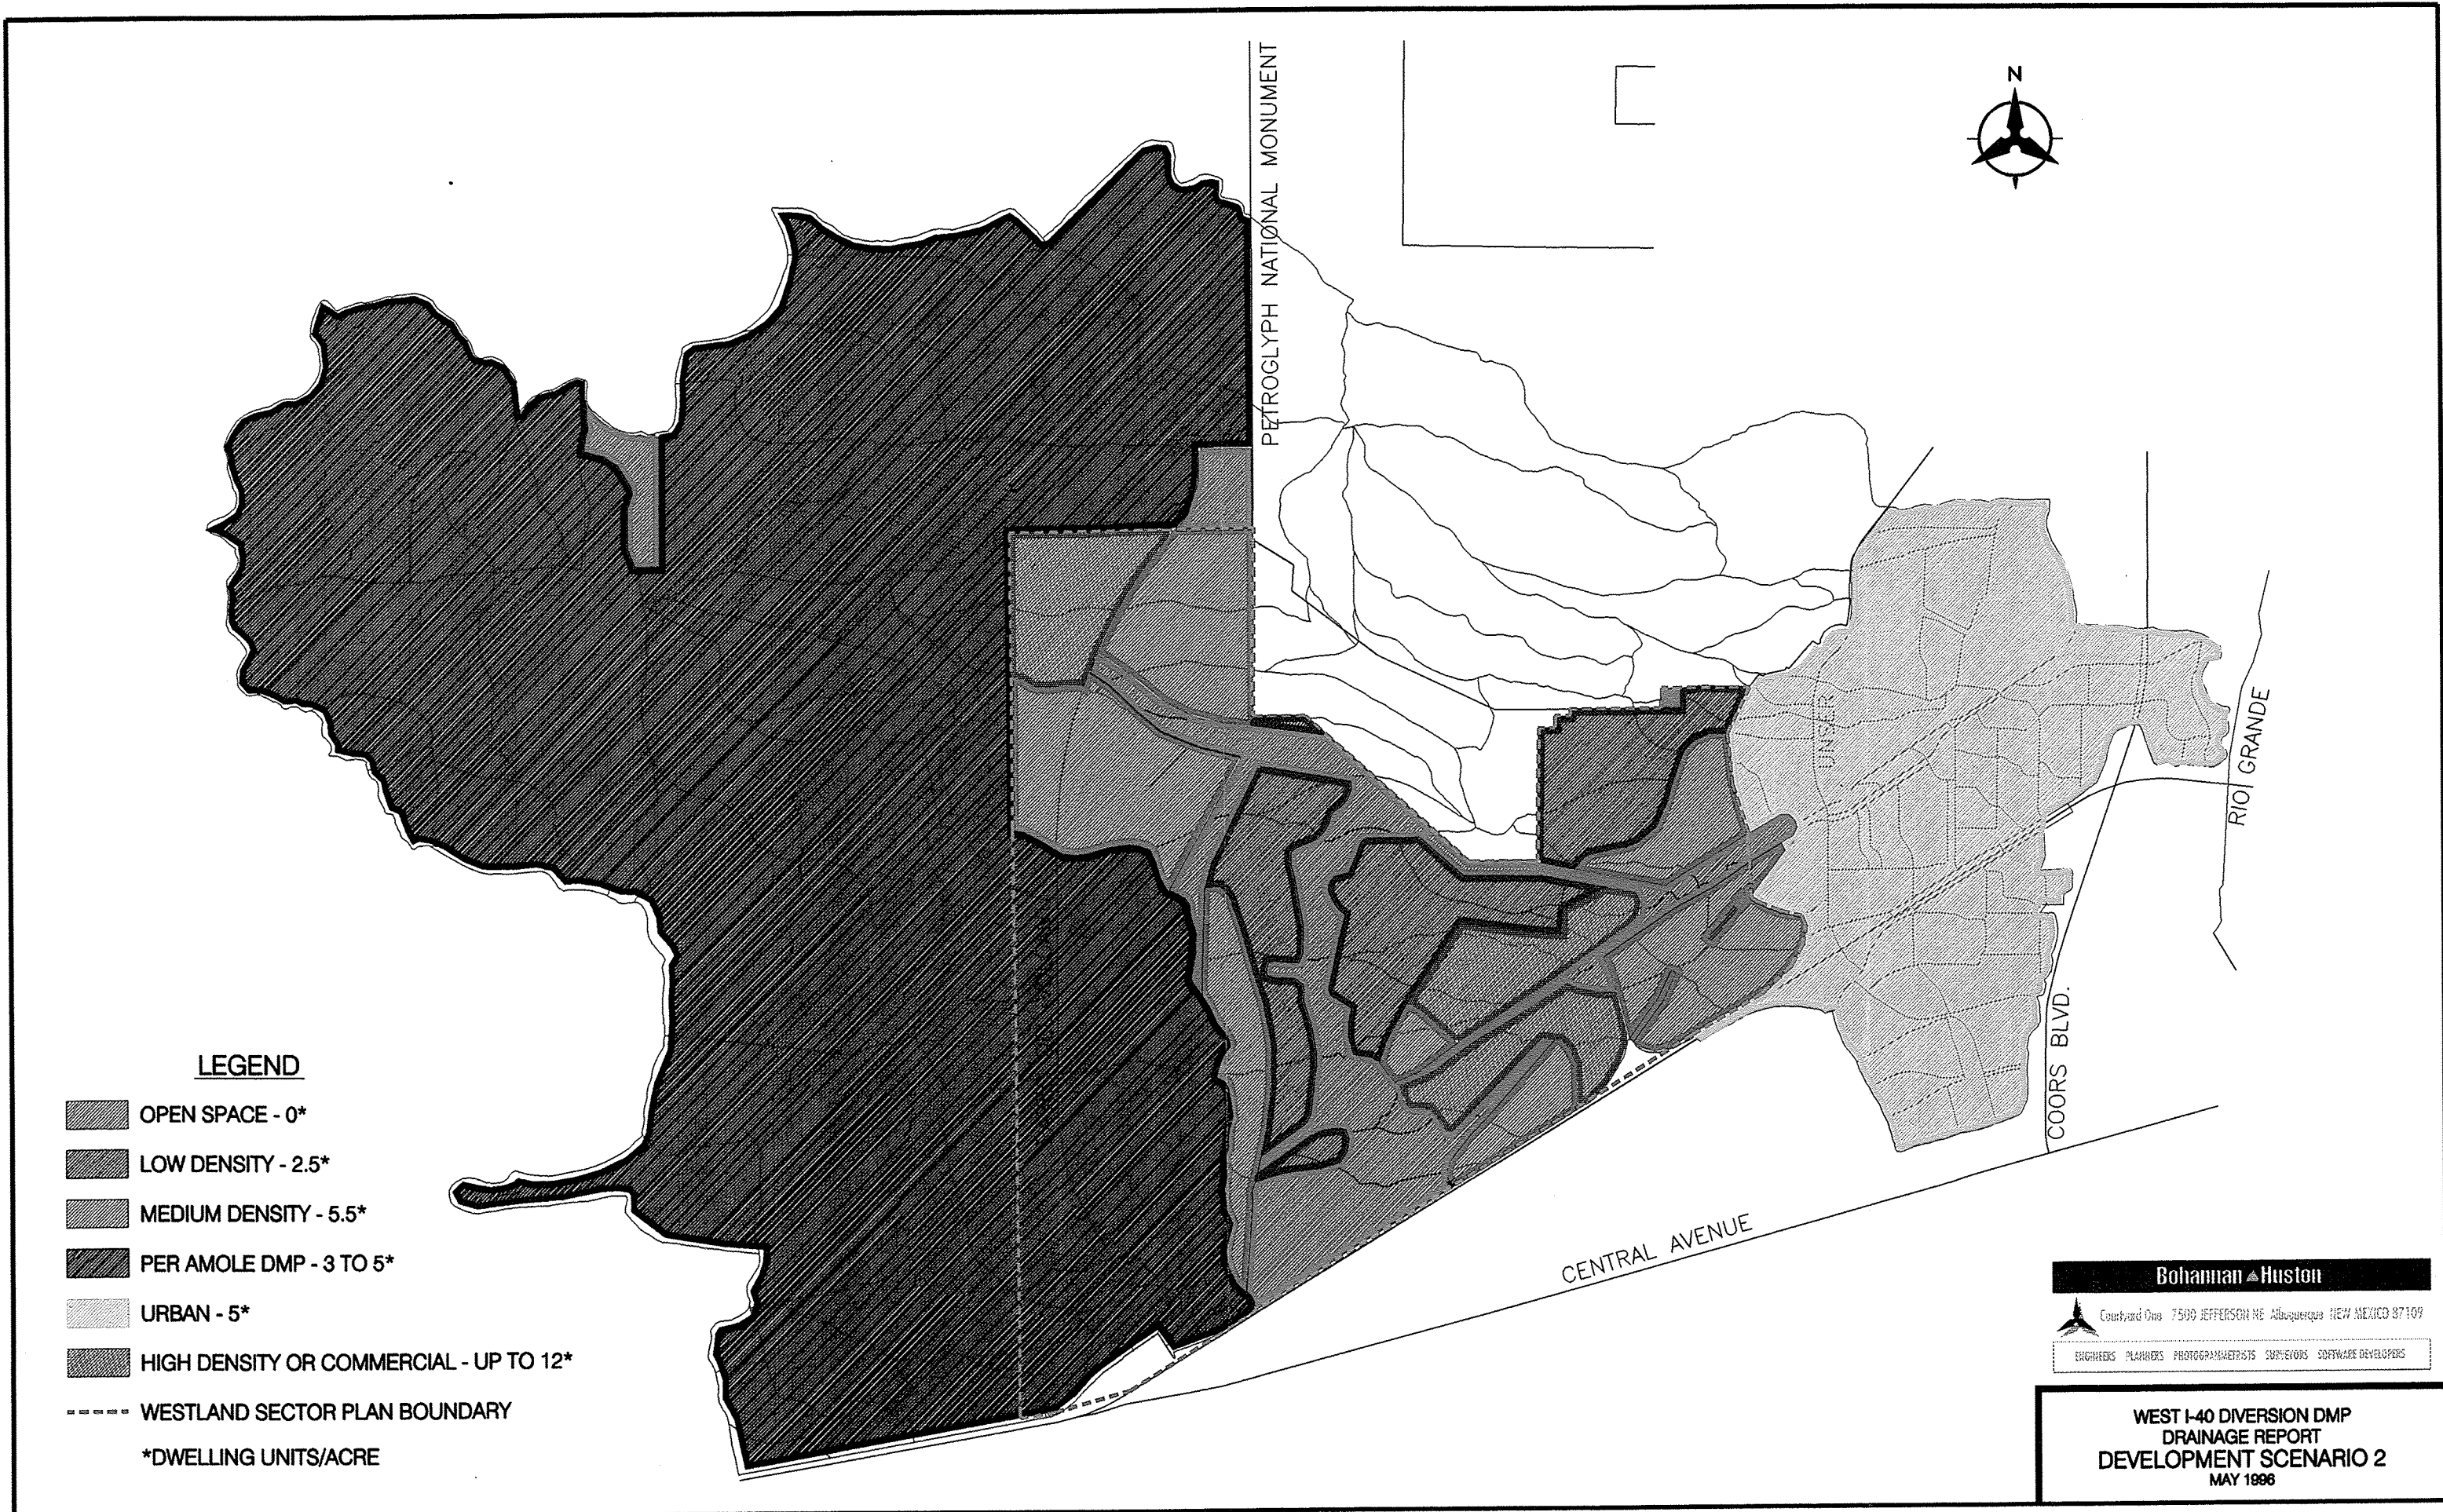 N
PETROGLYPH NATIONAL MONUMENT
UNSER
RIO GRANDE
COORS BLVD.
CENTRAL AVENUE
LEGEND
OPEN SPACE - 0*
LOW DENSITY - 2.5*
MEDIUM DENSITY - 5.5*
PER AMOLE DMP - 3 TO 5*
URBAN - 5*
HIGH DENSITY OR COMMERCIAL - UP TO 12*
WESTLAND SECTOR PLAN BOUNDARY
*DWELLING UNITS/ACRE
Bohannan Huston
Courtyard One 7500 JEFFERSON NE Albuquerque NEW MEXICO 87109
ENGINEERS PLANNERS PHOTOGRAMMETRISTS SURVEYORS SOFTWARE DEVELOPERS
WEST I-40 DIVERSION DMP
DRAINAGE REPORT
DEVELOPMENT SCENARIO 2
MAY 1996